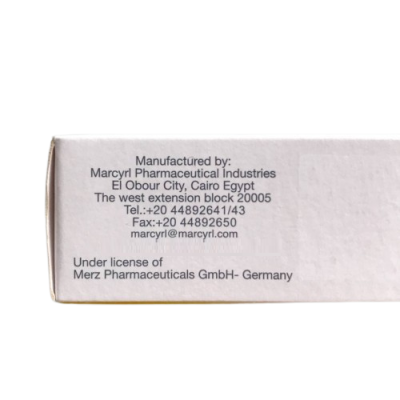 Manufactured by:
Marcyrl Pharmaceutical Industries
El Obour City, Cairo Egypt
The west extension block 20005
Tel.:+20 44892641/43
Fax:+20 44892650
marcyrl@marcyrl.com
Under license of
Merz Pharmaceuticals GmbH- Germany